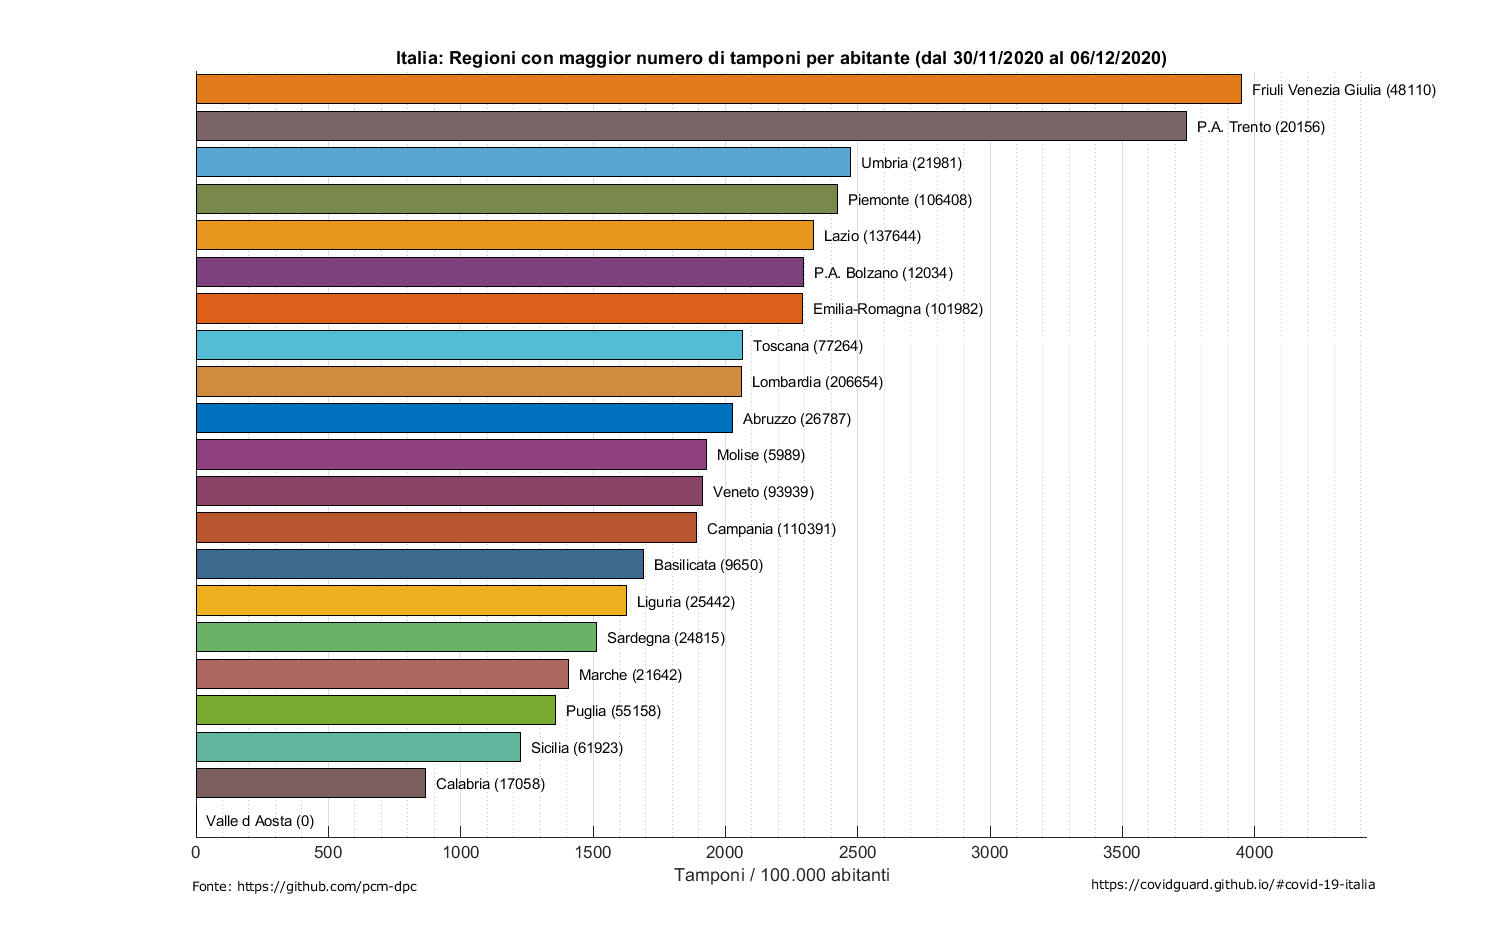 Italia: Regioni con maggior numero di tamponi per abitante (dal 30/11/2020 al 06/12/2020)
Friuli Venezia Giulia (48110)
P.A. Trento (20156)
Umbria (21981)
Piemonte (106408)
Lazio (137644)
P.A. Bolzano (12034)
Emilia-Romagna (101982)
Toscana (77264)
Lombardia (206654)
Abruzzo (26787)
Molise (5989)
Veneto (93939)
Campania (110391)
Basilicata (9650)
Liguria (25442)
Sardegna (24815)
Marche (21642)
Puglia (55158)
Sicilia (61923)
Calabria (17058)
Valle d Aosta (0)
0 500 1000 1500 2000 2500 3000 3500 4000
Tamponi / 100.000 abitanti
Fonte: https://github.com/pcm-dpc
https://covidguard.github.io/#covid-19-italia